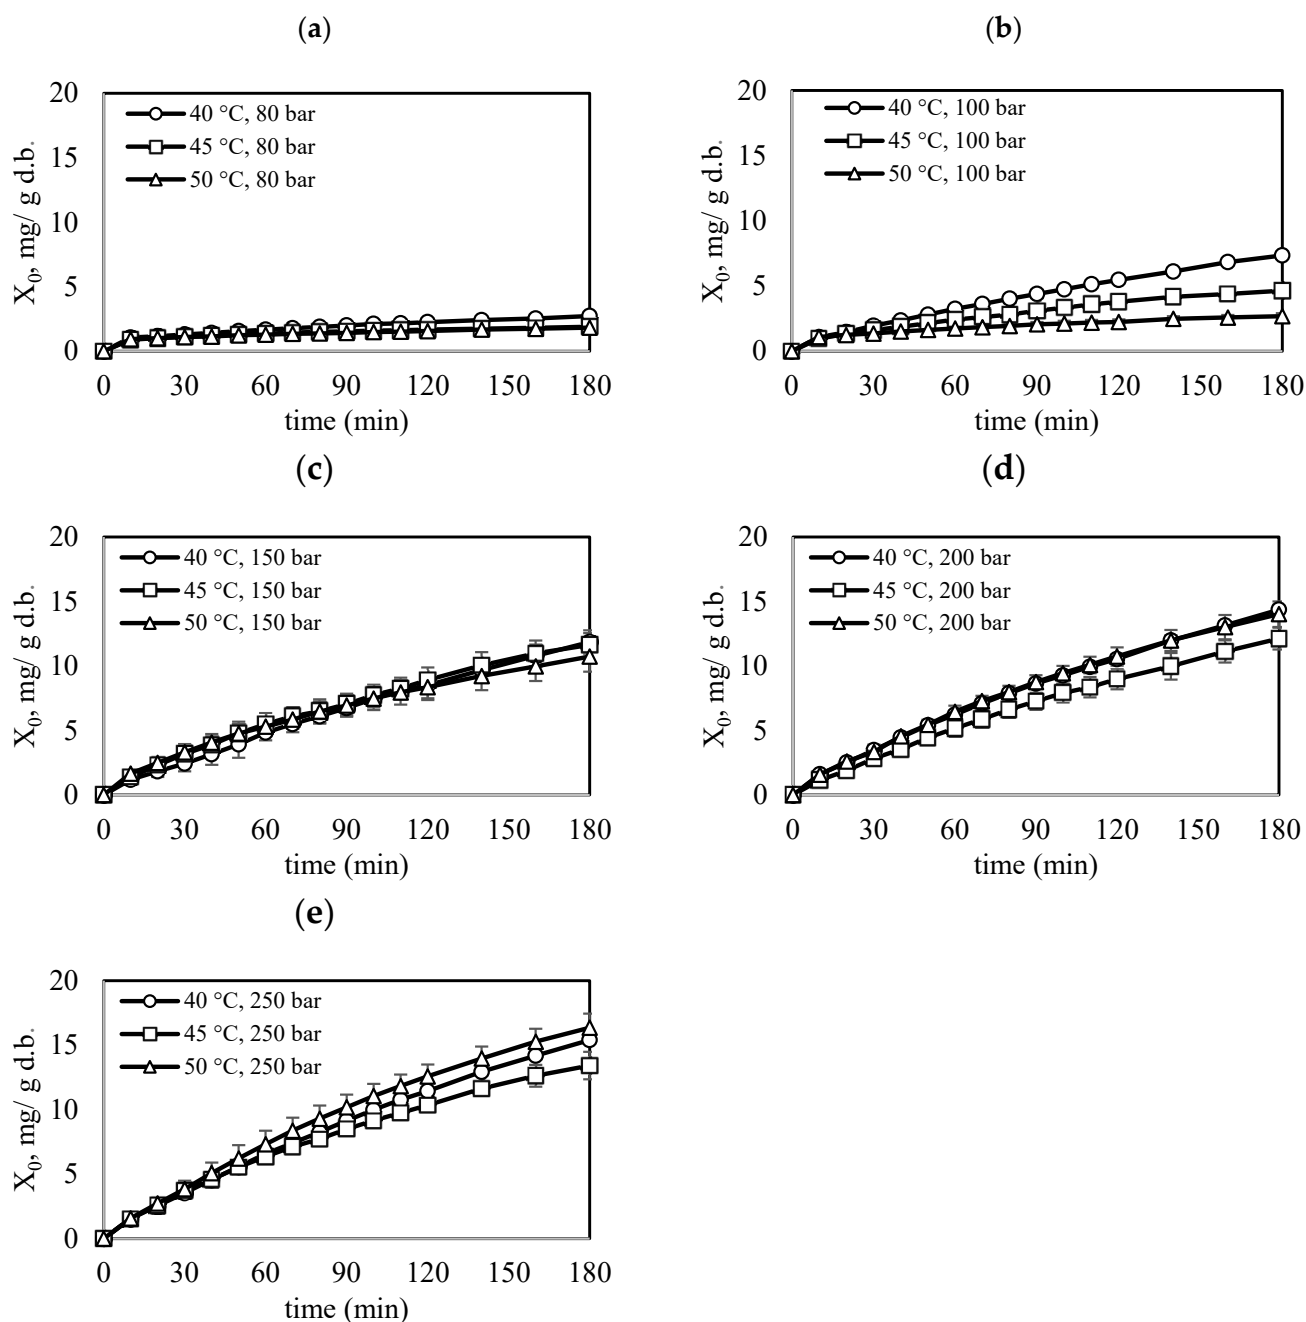 (a)
X0, mg/ g d.b.
20
15
10
5
0
40 °C, 80 bar
45 °C, 80 bar
50 °C, 80 bar
0 30 60 90 120 150 180
time (min)
(b)
X0, mg/ g d.b.
20
15
10
5
0
40 °C, 100 bar
45 °C, 100 bar
50 °C, 100 bar
0 30 60 90 120 150 180
time (min)
(c)
X0, mg/ g d.b.
20
15
10
5
0
40 °C, 150 bar
45 °C, 150 bar
50 °C, 150 bar
0 30 60 90 120 150 180
time (min)
(d)
X0, mg/ g d.b.
20
15
10
5
0
40 °C, 200 bar
45 °C, 200 bar
50 °C, 200 bar
0 30 60 90 120 150 180
time (min)
(e)
X0, mg/ g d.b.
20
15
10
5
0
40 °C, 250 bar
45 °C, 250 bar
50 °C, 250 bar
0 30 60 90 120 150 180
time (min)